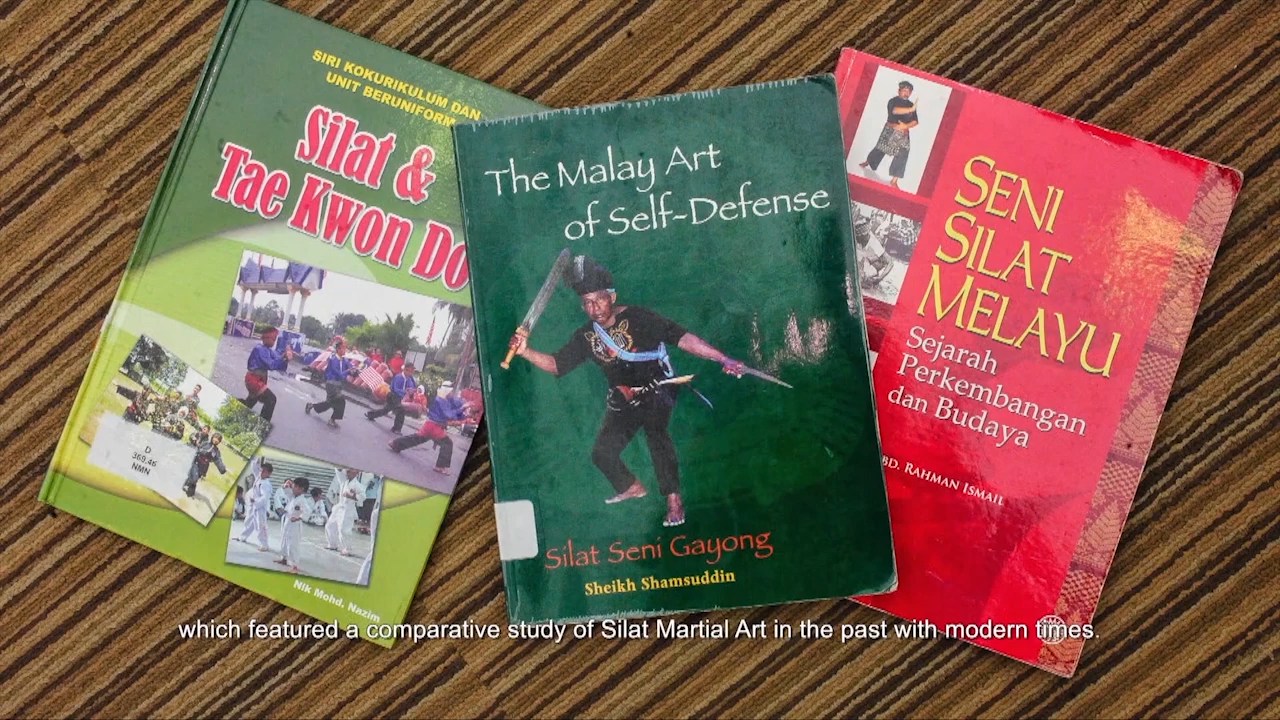 SIRI KOKURIKULUM DAN
UNIT BERUNIFORM
Silat &
Tae Kwon Do
D
369.46
NMN
Nik Mohd. Nazim
The Malay Art
of Self-Defense
Silat Seni Gayong
Sheikh Shamsuddin
SENI
SILAT
MELAYU
Sejarah
Perkembangan
dan Budaya
BD. RAHMAN ISMAIL
which featured a comparative study of Silat Martial Art in the past with modern times.